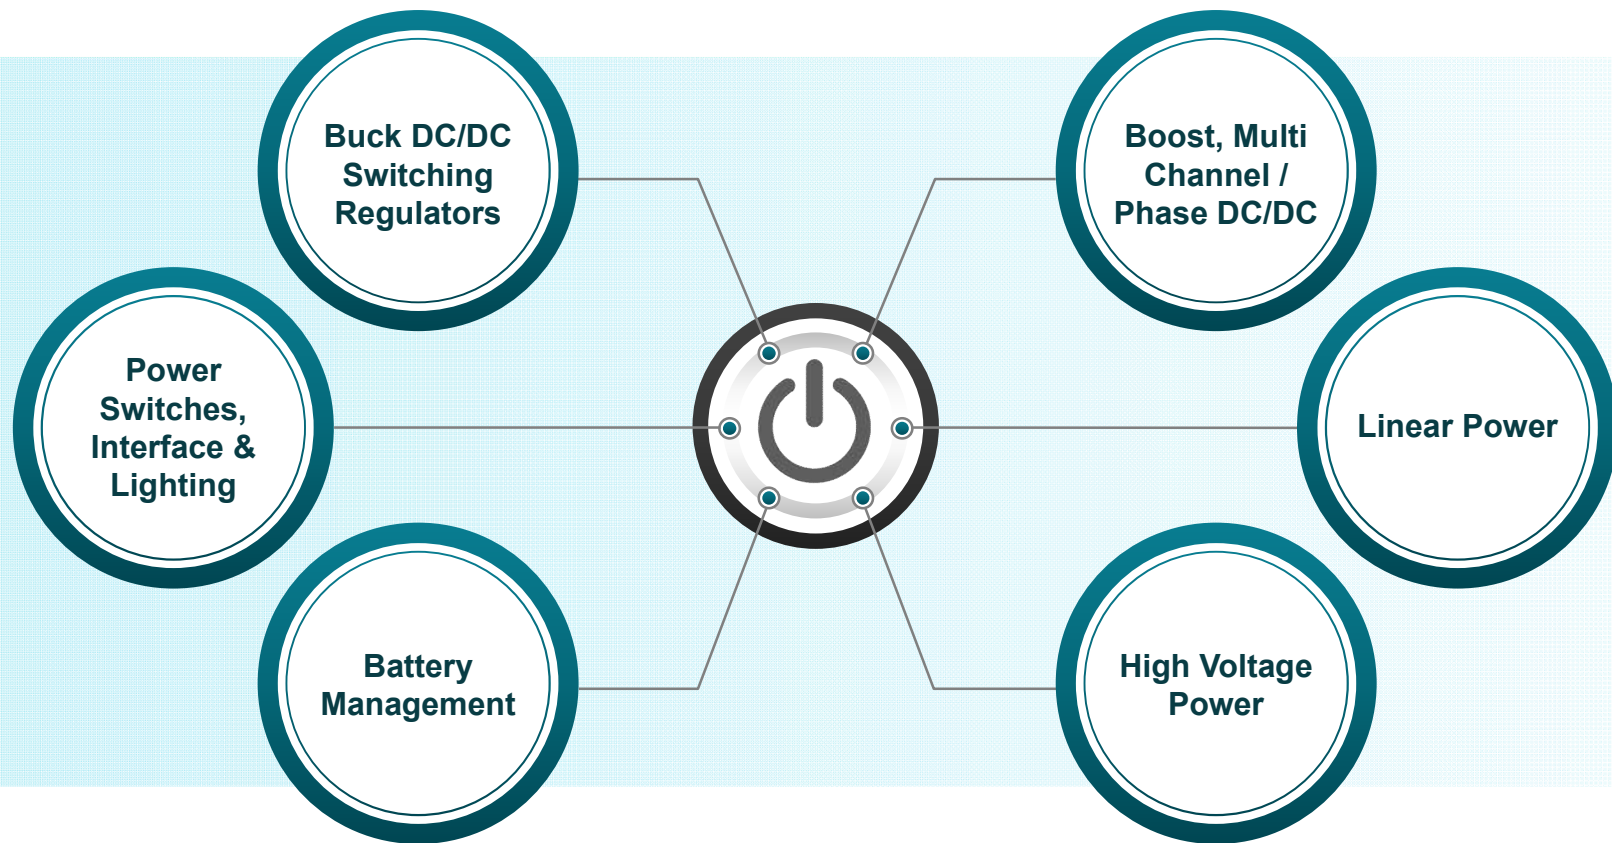 Buck DC/DC
Switching
Regulators
Boost, Multi
Channel /
Phase DC/DC
Power
Switches,
Interface &
Lighting
Linear Power
Battery
Management
High Voltage
Power